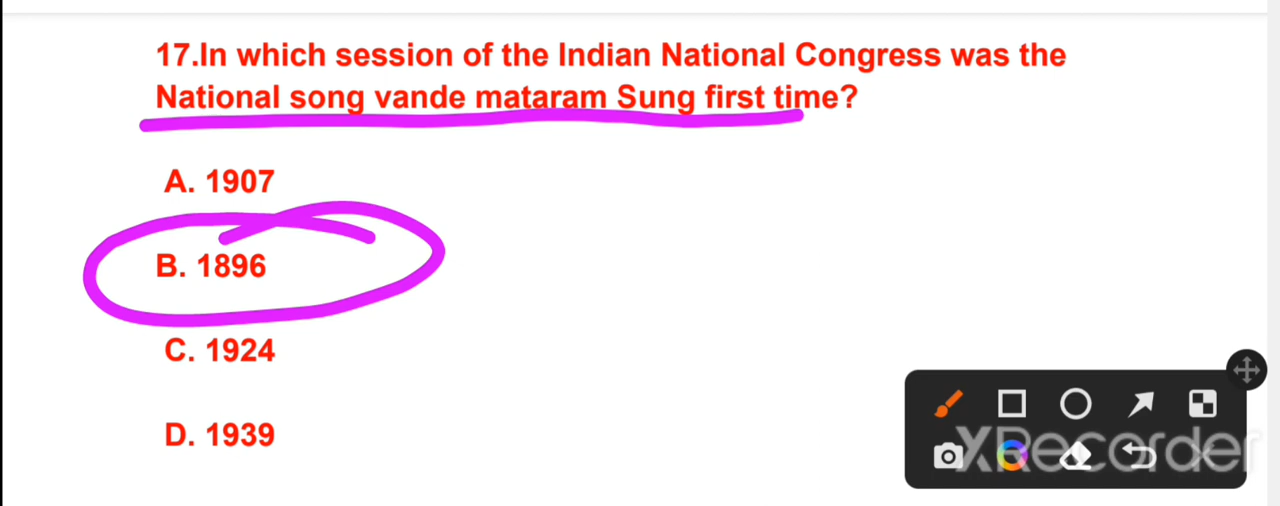 17.In which session of the Indian National Congress was the
National song vande mataram Sung first time?
A. 1907
B. 1896
C. 1924
D. 1939
XRecorder